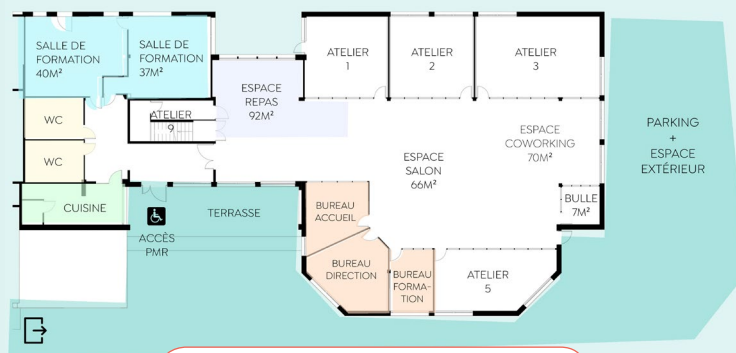 SALLE DE
FORMATION
40M²
SALLE DE
FORMATION
37M²
ATELIER
1
ATELIER
2
ATELIER
3
ESPACE
REPAS
92M²
WC
ATELIER
9
WC
ESPACE
COWORKING
70M²
PARKING
+
ESPACE
EXTÉRIEUR
ESPACE
SALON
66M²
CUISINE
TERRASSE
BUREAU
ACCUEIL
BULLE
7M²
ACCÈS
PMR
BUREAU
DIRECTION
BUREAU
FORMA-
TION
ATELIER
5